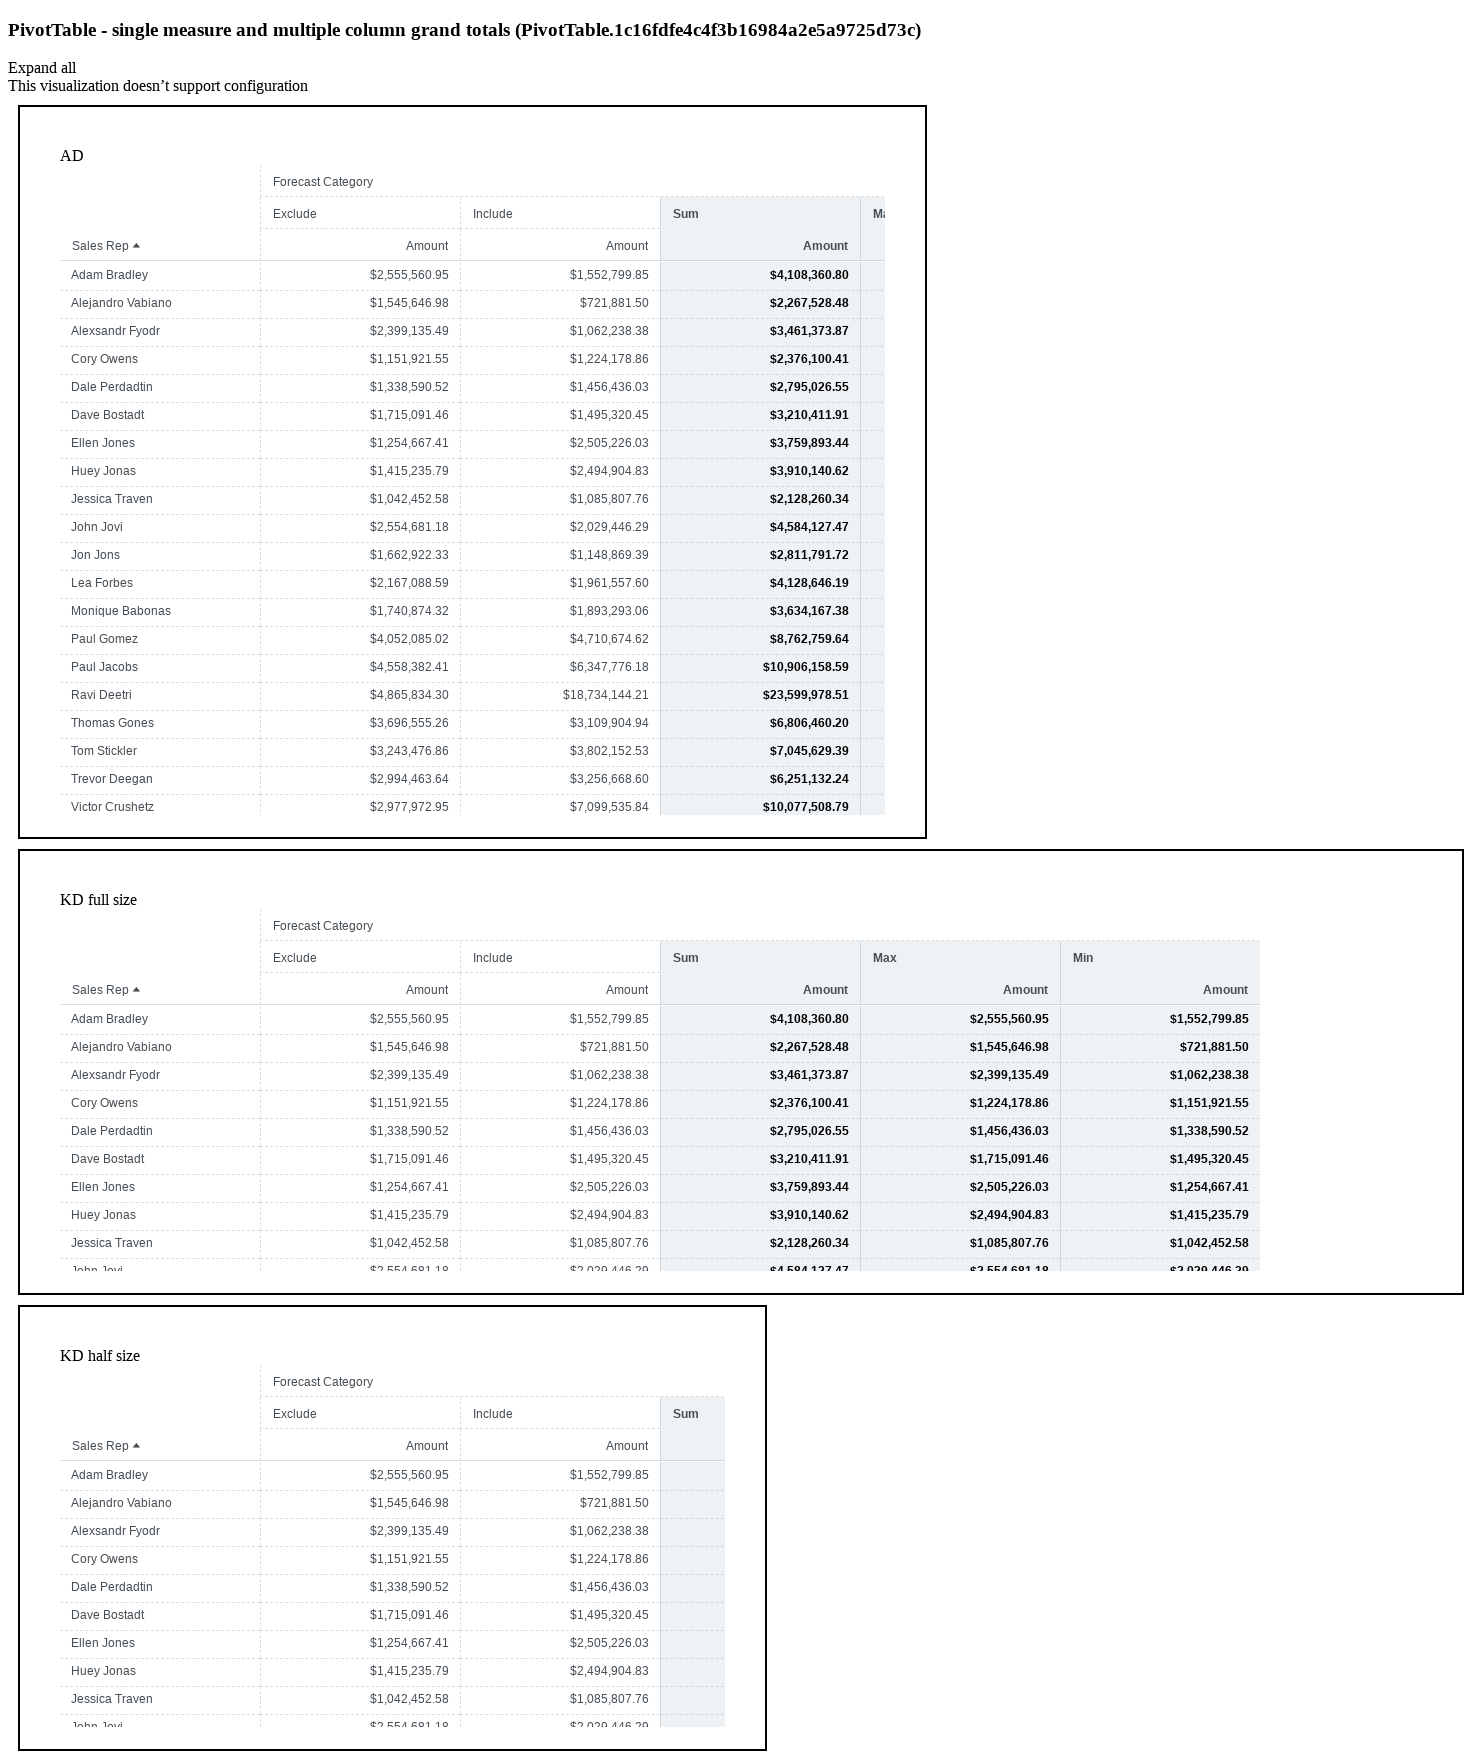 PivotTable - single measure and multiple column grand totals (PivotTable.1c16fdfe4c4f3b16984a2e5a9725d73c)
Expand all
This visualization doesn’t support configuration
AD
Forecast Category
Exclude Include Sum Ma
Sales Rep Amount Amount Amount
Adam Bradley $2,555,560.95 $1,552,799.85 $4,108,360.80
Alejandro Vabiano $1,545,646.98 $721,881.50 $2,267,528.48
Alexsandr Fyodr $2,399,135.49 $1,062,238.38 $3,461,373.87
Cory Owens $1,151,921.55 $1,224,178.86 $2,376,100.41
Dale Perdadtin $1,338,590.52 $1,456,436.03 $2,795,026.55
Dave Bostadt $1,715,091.46 $1,495,320.45 $3,210,411.91
Ellen Jones $1,254,667.41 $2,505,226.03 $3,759,893.44
Huey Jonas $1,415,235.79 $2,494,904.83 $3,910,140.62
Jessica Traven $1,042,452.58 $1,085,807.76 $2,128,260.34
John Jovi $2,554,681.18 $2,029,446.29 $4,584,127.47
Jon Jons $1,662,922.33 $1,148,869.39 $2,811,791.72
Lea Forbes $2,167,088.59 $1,961,557.60 $4,128,646.19
Monique Babonas $1,740,874.32 $1,893,293.06 $3,634,167.38
Paul Gomez $4,052,085.02 $4,710,674.62 $8,762,759.64
Paul Jacobs $4,558,382.41 $6,347,776.18 $10,906,158.59
Ravi Deetri $4,865,834.30 $18,734,144.21 $23,599,978.51
Thomas Gones $3,696,555.26 $3,109,904.94 $6,806,460.20
Tom Stickler $3,243,476.86 $3,802,152.53 $7,045,629.39
Trevor Deegan $2,994,463.64 $3,256,668.60 $6,251,132.24
Victor Crushetz $2,977,972.95 $7,099,535.84 $10,077,508.79
KD full size
Forecast Category
Exclude Include Sum Max Min
Sales Rep Amount Amount Amount Amount Amount
Adam Bradley $2,555,560.95 $1,552,799.85 $4,108,360.80 $2,555,560.95 $1,552,799.85
Alejandro Vabiano $1,545,646.98 $721,881.50 $2,267,528.48 $1,545,646.98 $721,881.50
Alexsandr Fyodr $2,399,135.49 $1,062,238.38 $3,461,373.87 $2,399,135.49 $1,062,238.38
Cory Owens $1,151,921.55 $1,224,178.86 $2,376,100.41 $1,224,178.86 $1,151,921.55
Dale Perdadtin $1,338,590.52 $1,456,436.03 $2,795,026.55 $1,456,436.03 $1,338,590.52
Dave Bostadt $1,715,091.46 $1,495,320.45 $3,210,411.91 $1,715,091.46 $1,495,320.45
Ellen Jones $1,254,667.41 $2,505,226.03 $3,759,893.44 $2,505,226.03 $1,254,667.41
Huey Jonas $1,415,235.79 $2,494,904.83 $3,910,140.62 $2,494,904.83 $1,415,235.79
Jessica Traven $1,042,452.58 $1,085,807.76 $2,128,260.34 $1,085,807.76 $1,042,452.58
John Jovi $2,554,681.18 $2,029,446.29 $4,584,127.47 $2,554,681.18 $2,029,446.29
KD half size
Forecast Category
Exclude Include Sum
Sales Rep Amount Amount
Adam Bradley $2,555,560.95 $1,552,799.85
Alejandro Vabiano $1,545,646.98 $721,881.50
Alexsandr Fyodr $2,399,135.49 $1,062,238.38
Cory Owens $1,151,921.55 $1,224,178.86
Dale Perdadtin $1,338,590.52 $1,456,436.03
Dave Bostadt $1,715,091.46 $1,495,320.45
Ellen Jones $1,254,667.41 $2,505,226.03
Huey Jonas $1,415,235.79 $2,494,904.83
Jessica Traven $1,042,452.58 $1,085,807.76
John Jovi $2,554,681.18 $2,029,446.29